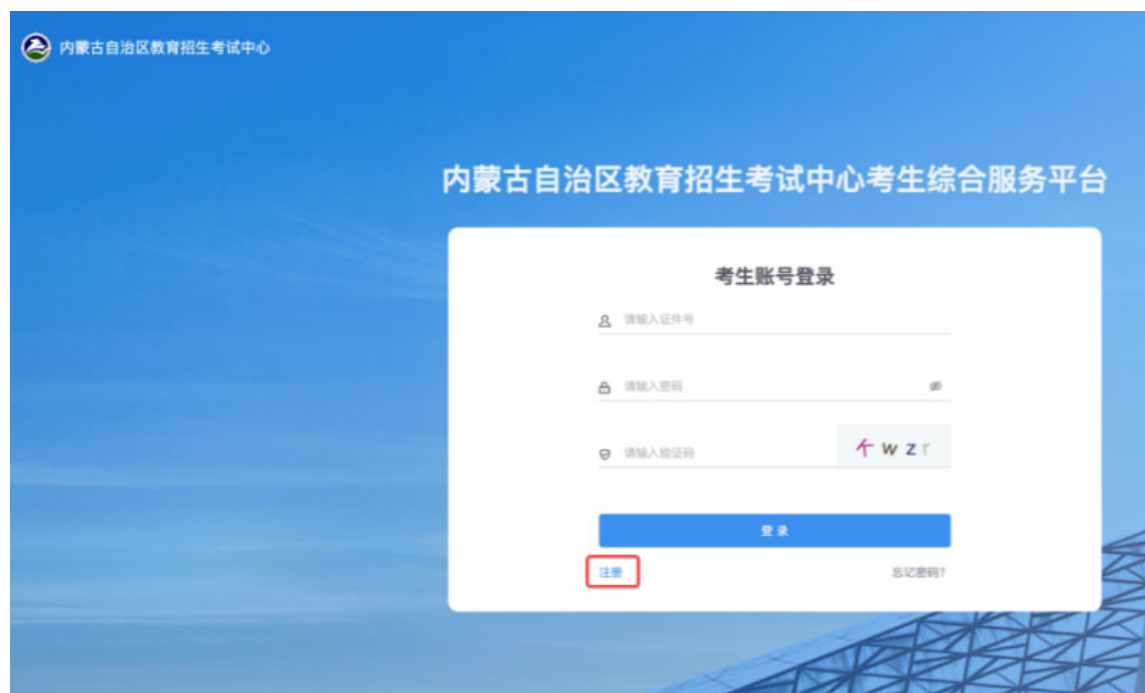 内蒙古自治区教育招生考试中心
内蒙古自治区教育招生考试中心考生综合服务平台
考生账号登录
请输入证件号
请输入密码
请输入验证码
wzr
登录
注册
忘记密码?